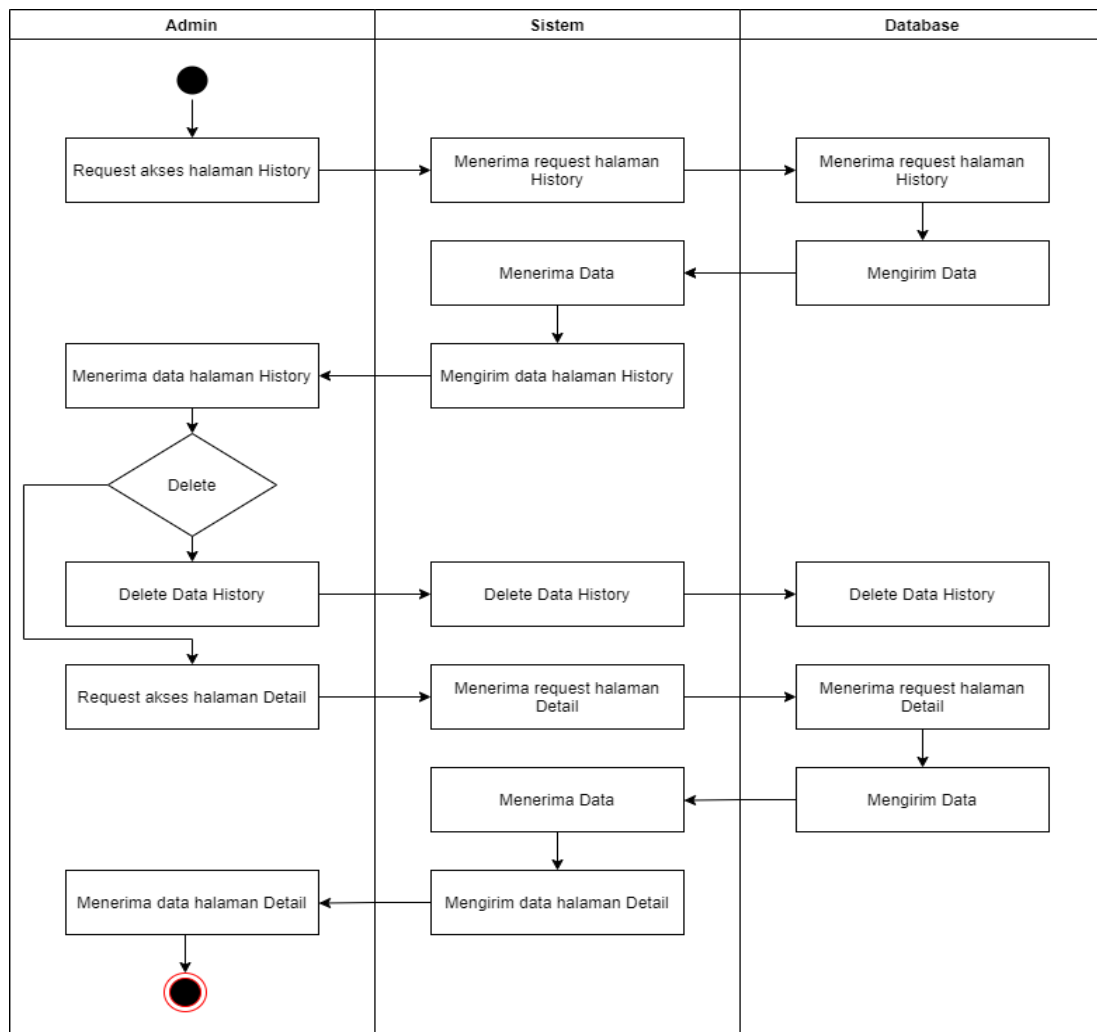 Admin
Sistem
Database
Request akses halaman History
Menerima request halaman
History
Menerima request halaman
History
Menerima Data
Mengirim Data
Menerima data halaman History
Mengirim data halaman History
Delete
Delete Data History
Delete Data History
Delete Data History
Request akses halaman Detail
Menerima request halaman
Detail
Menerima request halaman
Detail
Menerima Data
Mengirim Data
Menerima data halaman Detail
Mengirim data halaman Detail